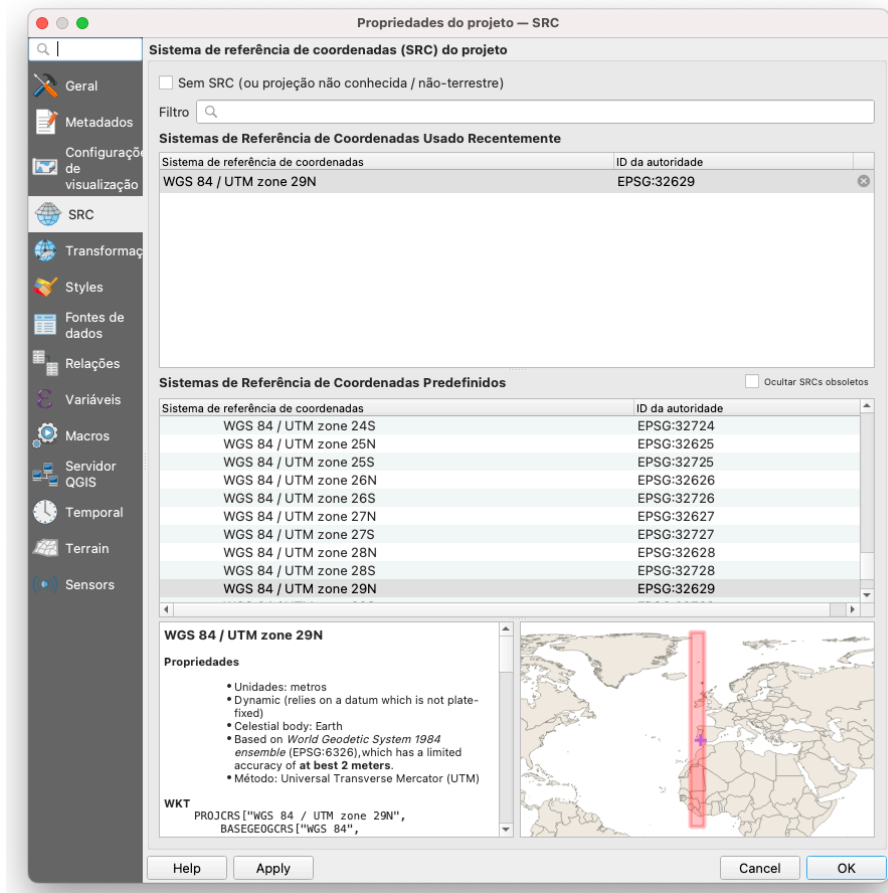 Propriedades do projeto — SRC
Sistema de referência de coordenadas (SRC) do projeto
Geral
Metadados
Configuraçõe
de
visualização
SRC
Transformaç
Styles
Fontes de
dados
Relações
Variáveis
Macros
Servidor
QGIS
Temporal
Terrain
Sensors
Sem SRC (ou projeção não conhecida / não-terrestre)
Filtro
Sistemas de Referência de Coordenadas Usado Recentemente
Sistema de referência de coordenadas ID da autoridade
WGS 84 / UTM zone 29N EPSG:32629
Sistemas de Referência de Coordenadas Predefinidos Ocultar SRCs obsoletos
Sistema de referência de coordenadas ID da autoridade
WGS 84 / UTM zone 24S EPSG:32724
WGS 84 / UTM zone 25N EPSG:32625
WGS 84 / UTM zone 25S EPSG:32725
WGS 84 / UTM zone 26N EPSG:32626
WGS 84 / UTM zone 26S EPSG:32726
WGS 84 / UTM zone 27N EPSG:32627
WGS 84 / UTM zone 27S EPSG:32727
WGS 84 / UTM zone 28N EPSG:32628
WGS 84 / UTM zone 28S EPSG:32728
WGS 84 / UTM zone 29N EPSG:32629
WGS 84 / UTM zone 29N
Propriedades
• Unidades: metros
• Dynamic (relies on a datum which is not plate-
fixed)
• Celestial body: Earth
• Based on World Geodetic System 1984
ensemble (EPSG:6326),which has a limited
accuracy of at best 2 meters.
• Método: Universal Transverse Mercator (UTM)
WKT
PROJCRS["WGS 84 / UTM zone 29N",
BASEGEOGCRS["WGS 84",
Help Apply Cancel OK